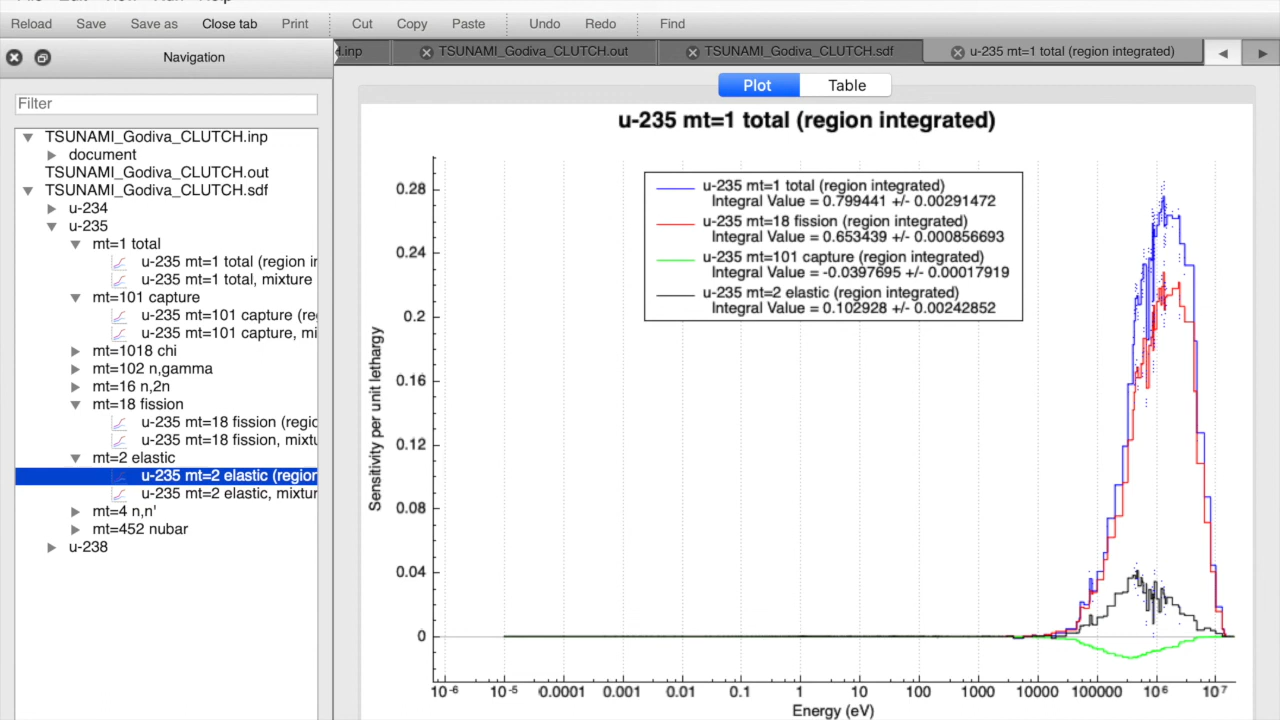 Reload Save Save as Close tab Print Cut Copy Paste Undo Redo Find
Navigation
Filter
TSUNAMI_Godiva_CLUTCH.inp
document
TSUNAMI_Godiva_CLUTCH.out
TSUNAMI_Godiva_CLUTCH.sdf
u-234
u-235
mt=1 total
u-235 mt=1 total (region ir
u-235 mt=1 total, mixture
mt=101 capture
u-235 mt=101 capture (re
u-235 mt=101 capture, mi
mt=1018 chi
mt=102 n,gamma
mt=16 n,2n
mt=18 fission
u-235 mt=18 fission (regio
u-235 mt=18 fission, mixtu
mt=2 elastic
u-235 mt=2 elastic (region
u-235 mt=2 elastic, mixtur
mt=4 n,n'
mt=452 nubar
u-238
.inp TSUNAMI_Godiva_CLUTCH.out TSUNAMI_Godiva_CLUTCH.sdf u-235 mt=1 total (region integrated)
Plot Table
u-235 mt=1 total (region integrated)
u-235 mt=1 total (region integrated)
Integral Value = 0.799441 +/- 0.00291472
u-235 mt=18 fission (region integrated)
Integral Value = 0.653439 +/- 0.000856693
u-235 mt=101 capture (region integrated)
Integral Value = -0.0397695 +/- 0.00017919
u-235 mt=2 elastic (region integrated)
Integral Value = 0.102928 +/- 0.00242852
Sensitivity per unit lethargy
0.28
0.24
0.2
0.16
0.12
0.08
0.04
0
10-6 10-5 0.0001 0.001 0.01 0.1 1 10 100 1000 10000 100000 106 107
Energy (eV)